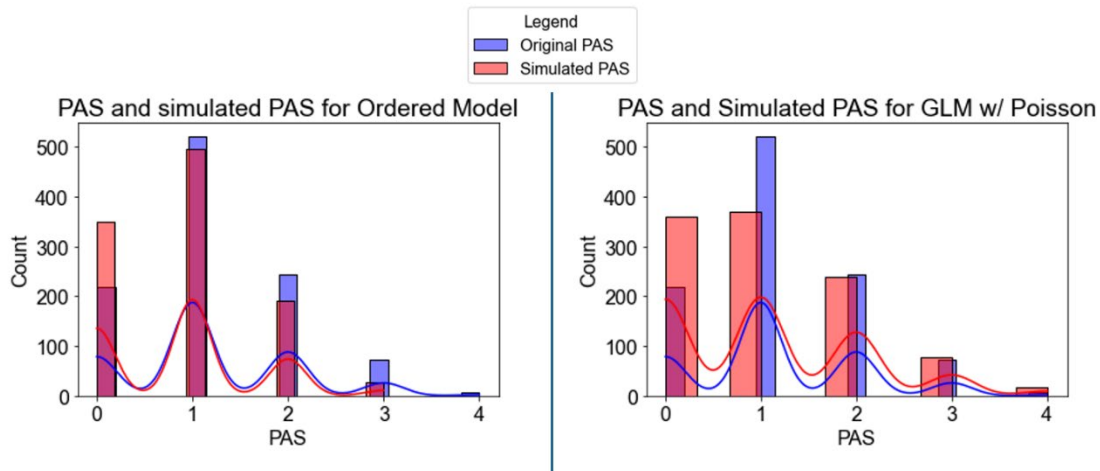 Legend
Original PAS
Simulated PAS
PAS and simulated PAS for Ordered Model
500
400
300
200
100
0
Count
0 1 2 3 4
PAS
PAS and Simulated PAS for GLM w/ Poisson
500
400
300
200
100
0
Count
0 1 2 3 4
PAS